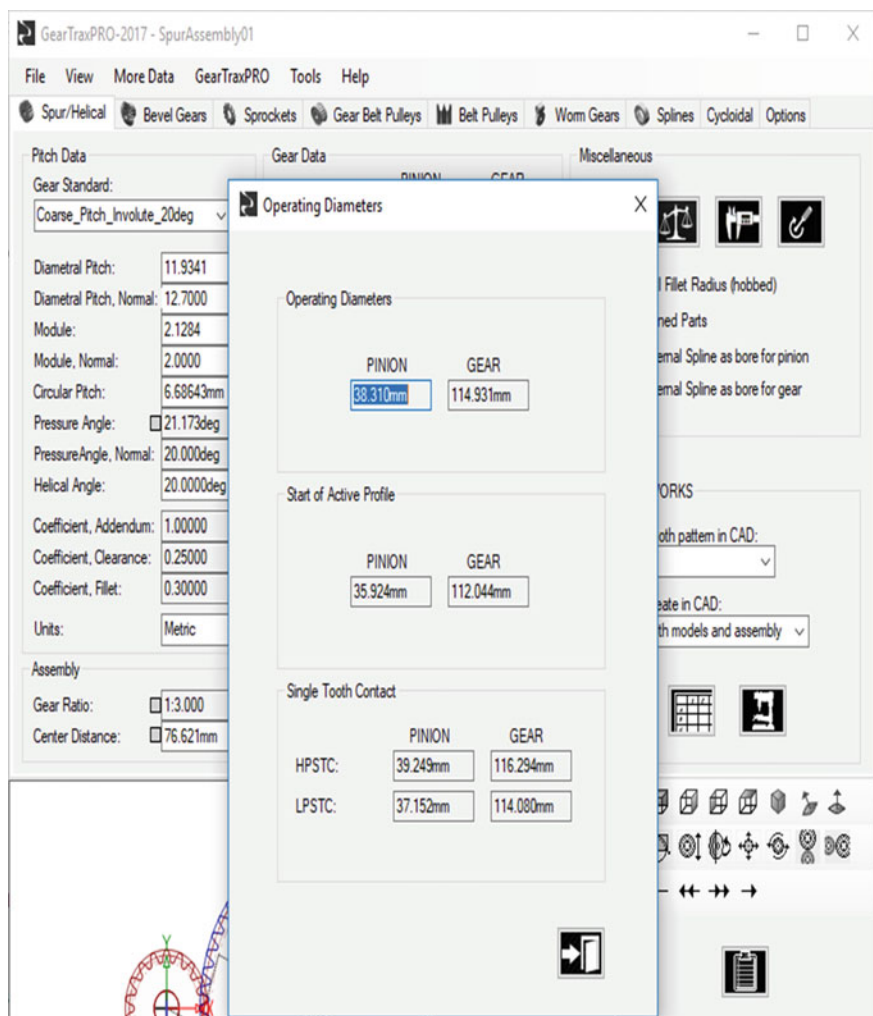 GearTraxPRO-2017 - SpurAssembly01
File View More Data GearTraxPRO Tools Help
Spur/Helical Bevel Gears Sprockets Gear Belt Pulleys Belt Pulleys Worm Gears Splines Cycloidal Options
Pitch Data
Gear Standard:
Coarse_Pitch_Involute_20deg
Diametral Pitch: 11.9341
Diametral Pitch, Normal: 12.7000
Module: 2.1284
Module, Normal: 2.0000
Circular Pitch: 6.68643mm
Pressure Angle: 21.173deg
PressureAngle, Normal: 20.000deg
Helical Angle: 20.0000deg
Coefficient, Addendum: 1.00000
Coefficient, Clearance: 0.25000
Coefficient, Fillet: 0.30000
Units: Metric
Assembly
Gear Ratio: 1:3.000
Center Distance: 76.621mm
Gear Data
PINION GEAR
Operating Diameters
Operating Diameters
PINION GEAR
38.310mm 114.931mm
Start of Active Profile
PINION GEAR
35.924mm 112.044mm
Single Tooth Contact
PINION GEAR
HPSTC: 39.249mm 116.294mm
LPSTC: 37.152mm 114.080mm
Miscellaneous
l Fillet Radius (hobbed)
ned Parts
ernal Spline as bore for pinion
ernal Spline as bore for gear
ORKS
oth pattern in CAD:
eate in CAD:
th models and assembly
Y